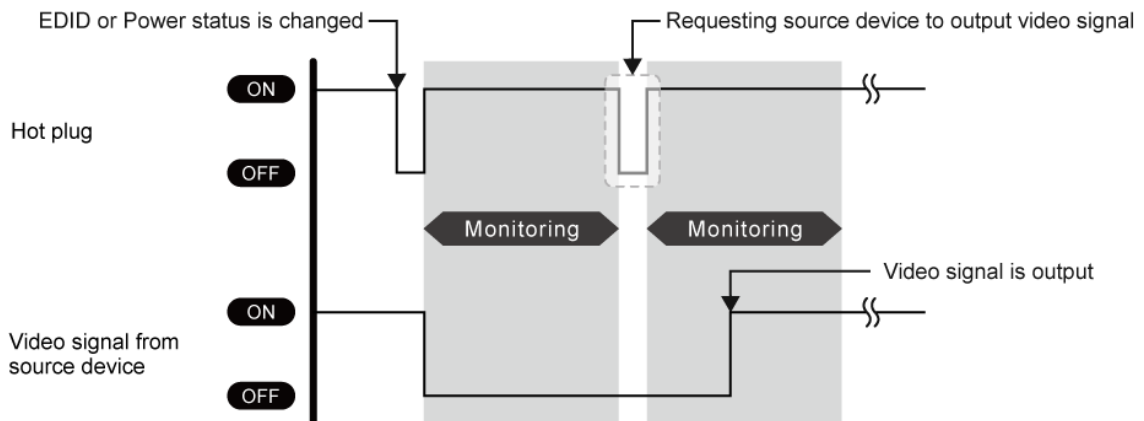 EDID or Power status is changed
Requesting source device to output video signal
ON
Hot plug
OFF
Monitoring
Monitoring
Video signal is output
ON
Video signal from
source device
OFF